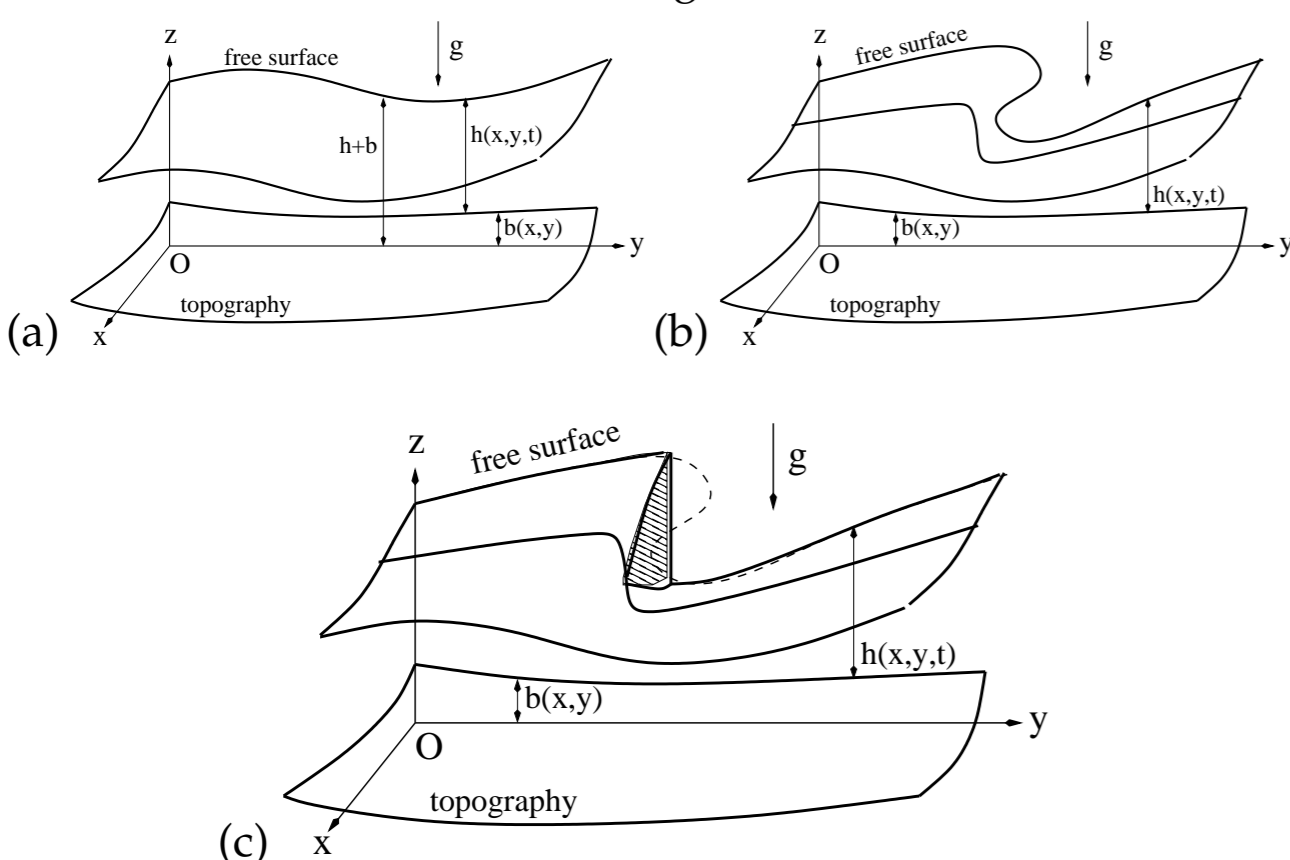 g
z
free surface
g
h+b
h(x,y,t)
b(x,y)
y
O
topography
x
(a)
z
free surface
g
h(x,y,t)
b(x,y)
y
O
topography
x
(b)
z
free surface
g
h(x,y,t)
b(x,y)
y
O
topography
x
(c)